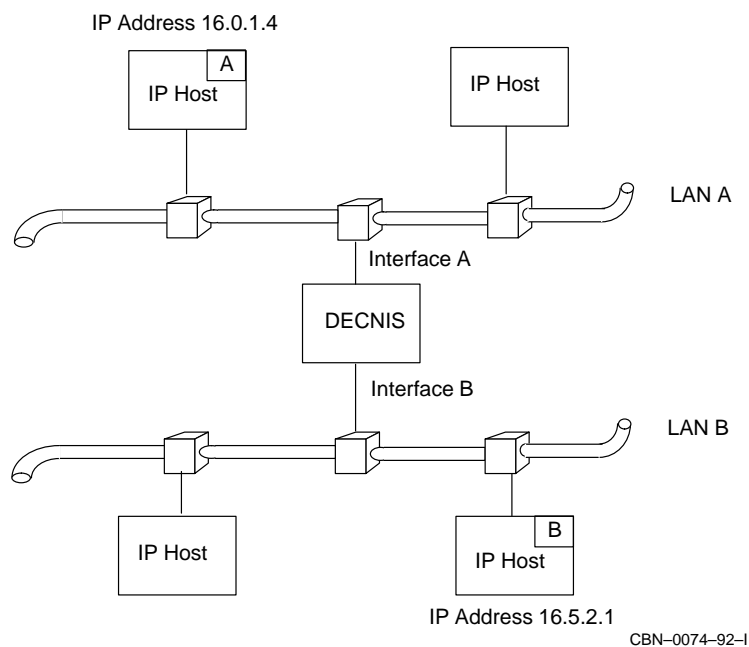 IP Address 16.0.1.4
A
IP Host
IP Host
LAN A
Interface A
DECNIS
Interface B
LAN B
IP Host
B
IP Host
IP Address 16.5.2.1
CBN–0074–92–I